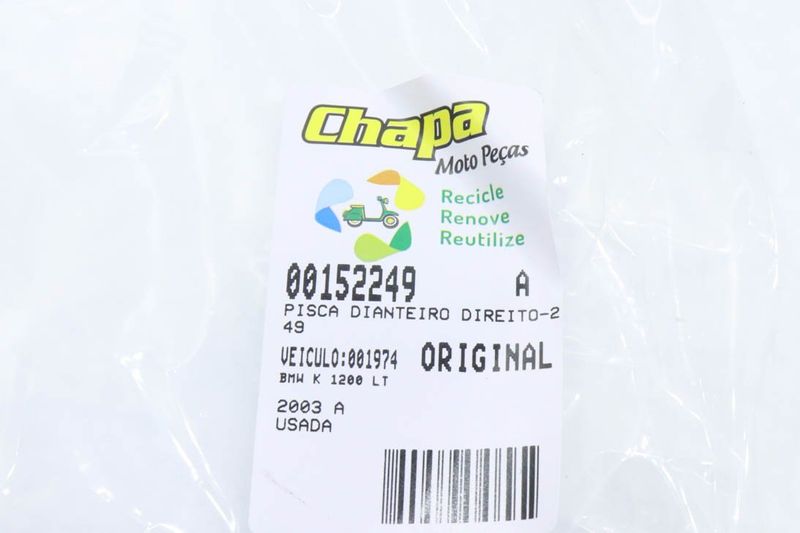 Chapa
Moto Peças
Recicle
Renove
Reutilize
00152249 A
PISCA DIANTEIRO DIREITO-2
49
VEICULO:001974 ORIGINAL
BMW K 1200 LT
2003 A
USADA